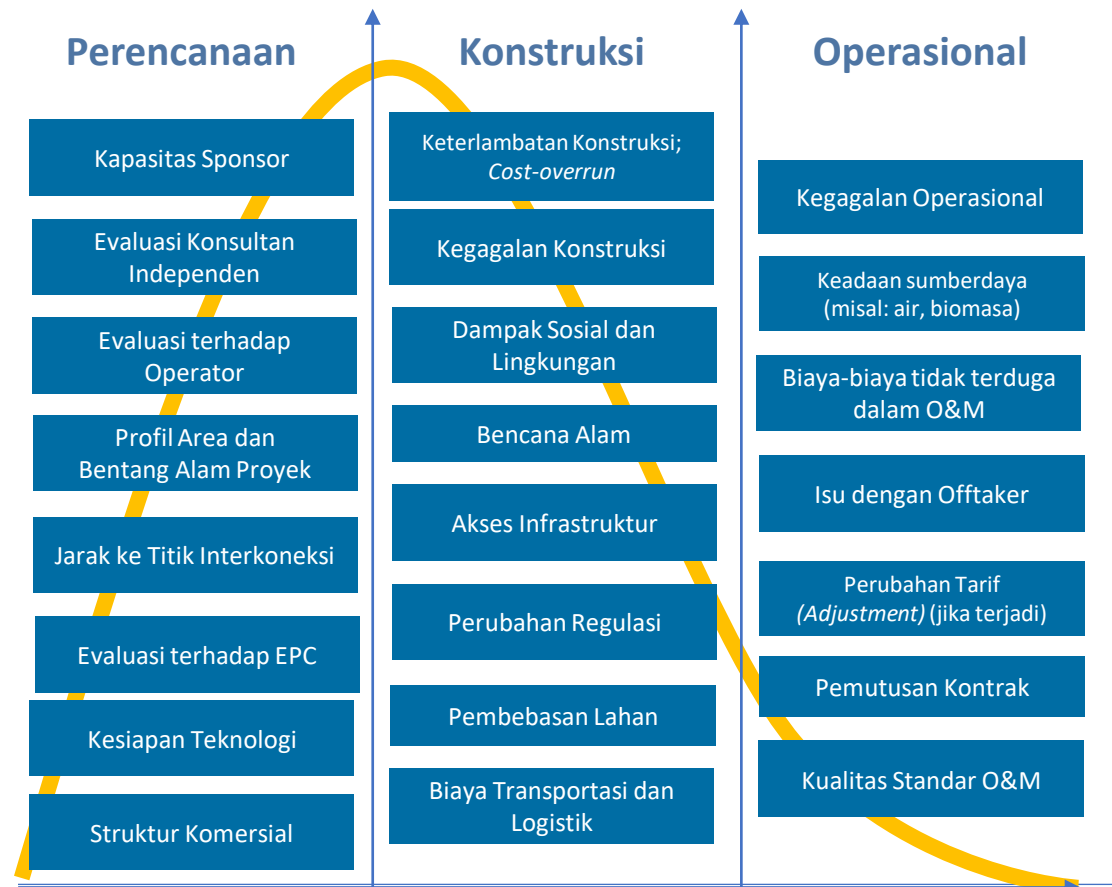 Perencanaan
Kapasitas Sponsor
Evaluasi Konsultan
Independen
Evaluasi terhadap
Operator
Profil Area dan
Bentang Alam Proyek
Jarak ke Titik Interkoneksi
Evaluasi terhadap EPC
Kesiapan Teknologi
Struktur Komersial
Konstruksi
Keterlambatan Konstruksi;
Cost-overrun
Kegagalan Konstruksi
Dampak Sosial dan
Lingkungan
Bencana Alam
Akses Infrastruktur
Perubahan Regulasi
Pembebasan Lahan
Biaya Transportasi dan
Logistik
Operasional
Kegagalan Operasional
Keadaan sumberdaya
(misal: air, biomasa)
Biaya-biaya tidak terduga
dalam O&M
Isu dengan Offtaker
Perubahan Tarif
(Adjustment) (jika terjadi)
Pemutusan Kontrak
Kualitas Standar O&M